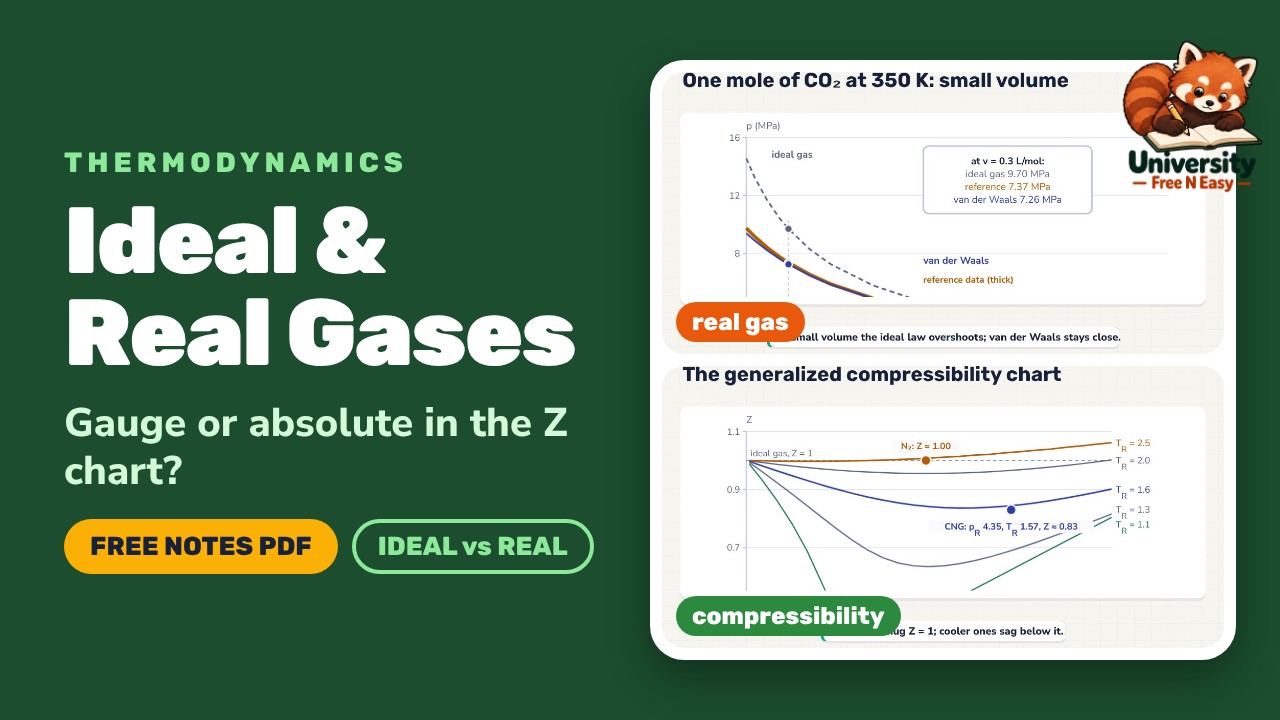 THERMODYNAMICS
Ideal &
Real Gases
Gauge or absolute in the Z
chart?
FREE NOTES PDF
IDEAL vs REAL
One mole of CO₂ at 350 K: small volume
p (MPa)
16
12
8
ideal gas
at v = 0.3 L/mol:
ideal gas 9.70 MPa
reference 7.37 MPa
van der Waals 7.26 MPa
van der Waals
reference data (thick)
real gas
small volume the ideal law overshoots; van der Waals stays close.
University
Free N Easy
The generalized compressibility chart
Z
1.1
0.9
0.7
ideal gas, Z = 1
N₂: Z ≈ 1.00
CNG: p_R 4.35, T_R 1.57, Z ≈ 0.83
T_R = 2.5
T_R = 2.0
T_R = 1.6
T_R = 1.3
T_R = 1.1
compressibility
Z = 1; cooler ones sag below it.